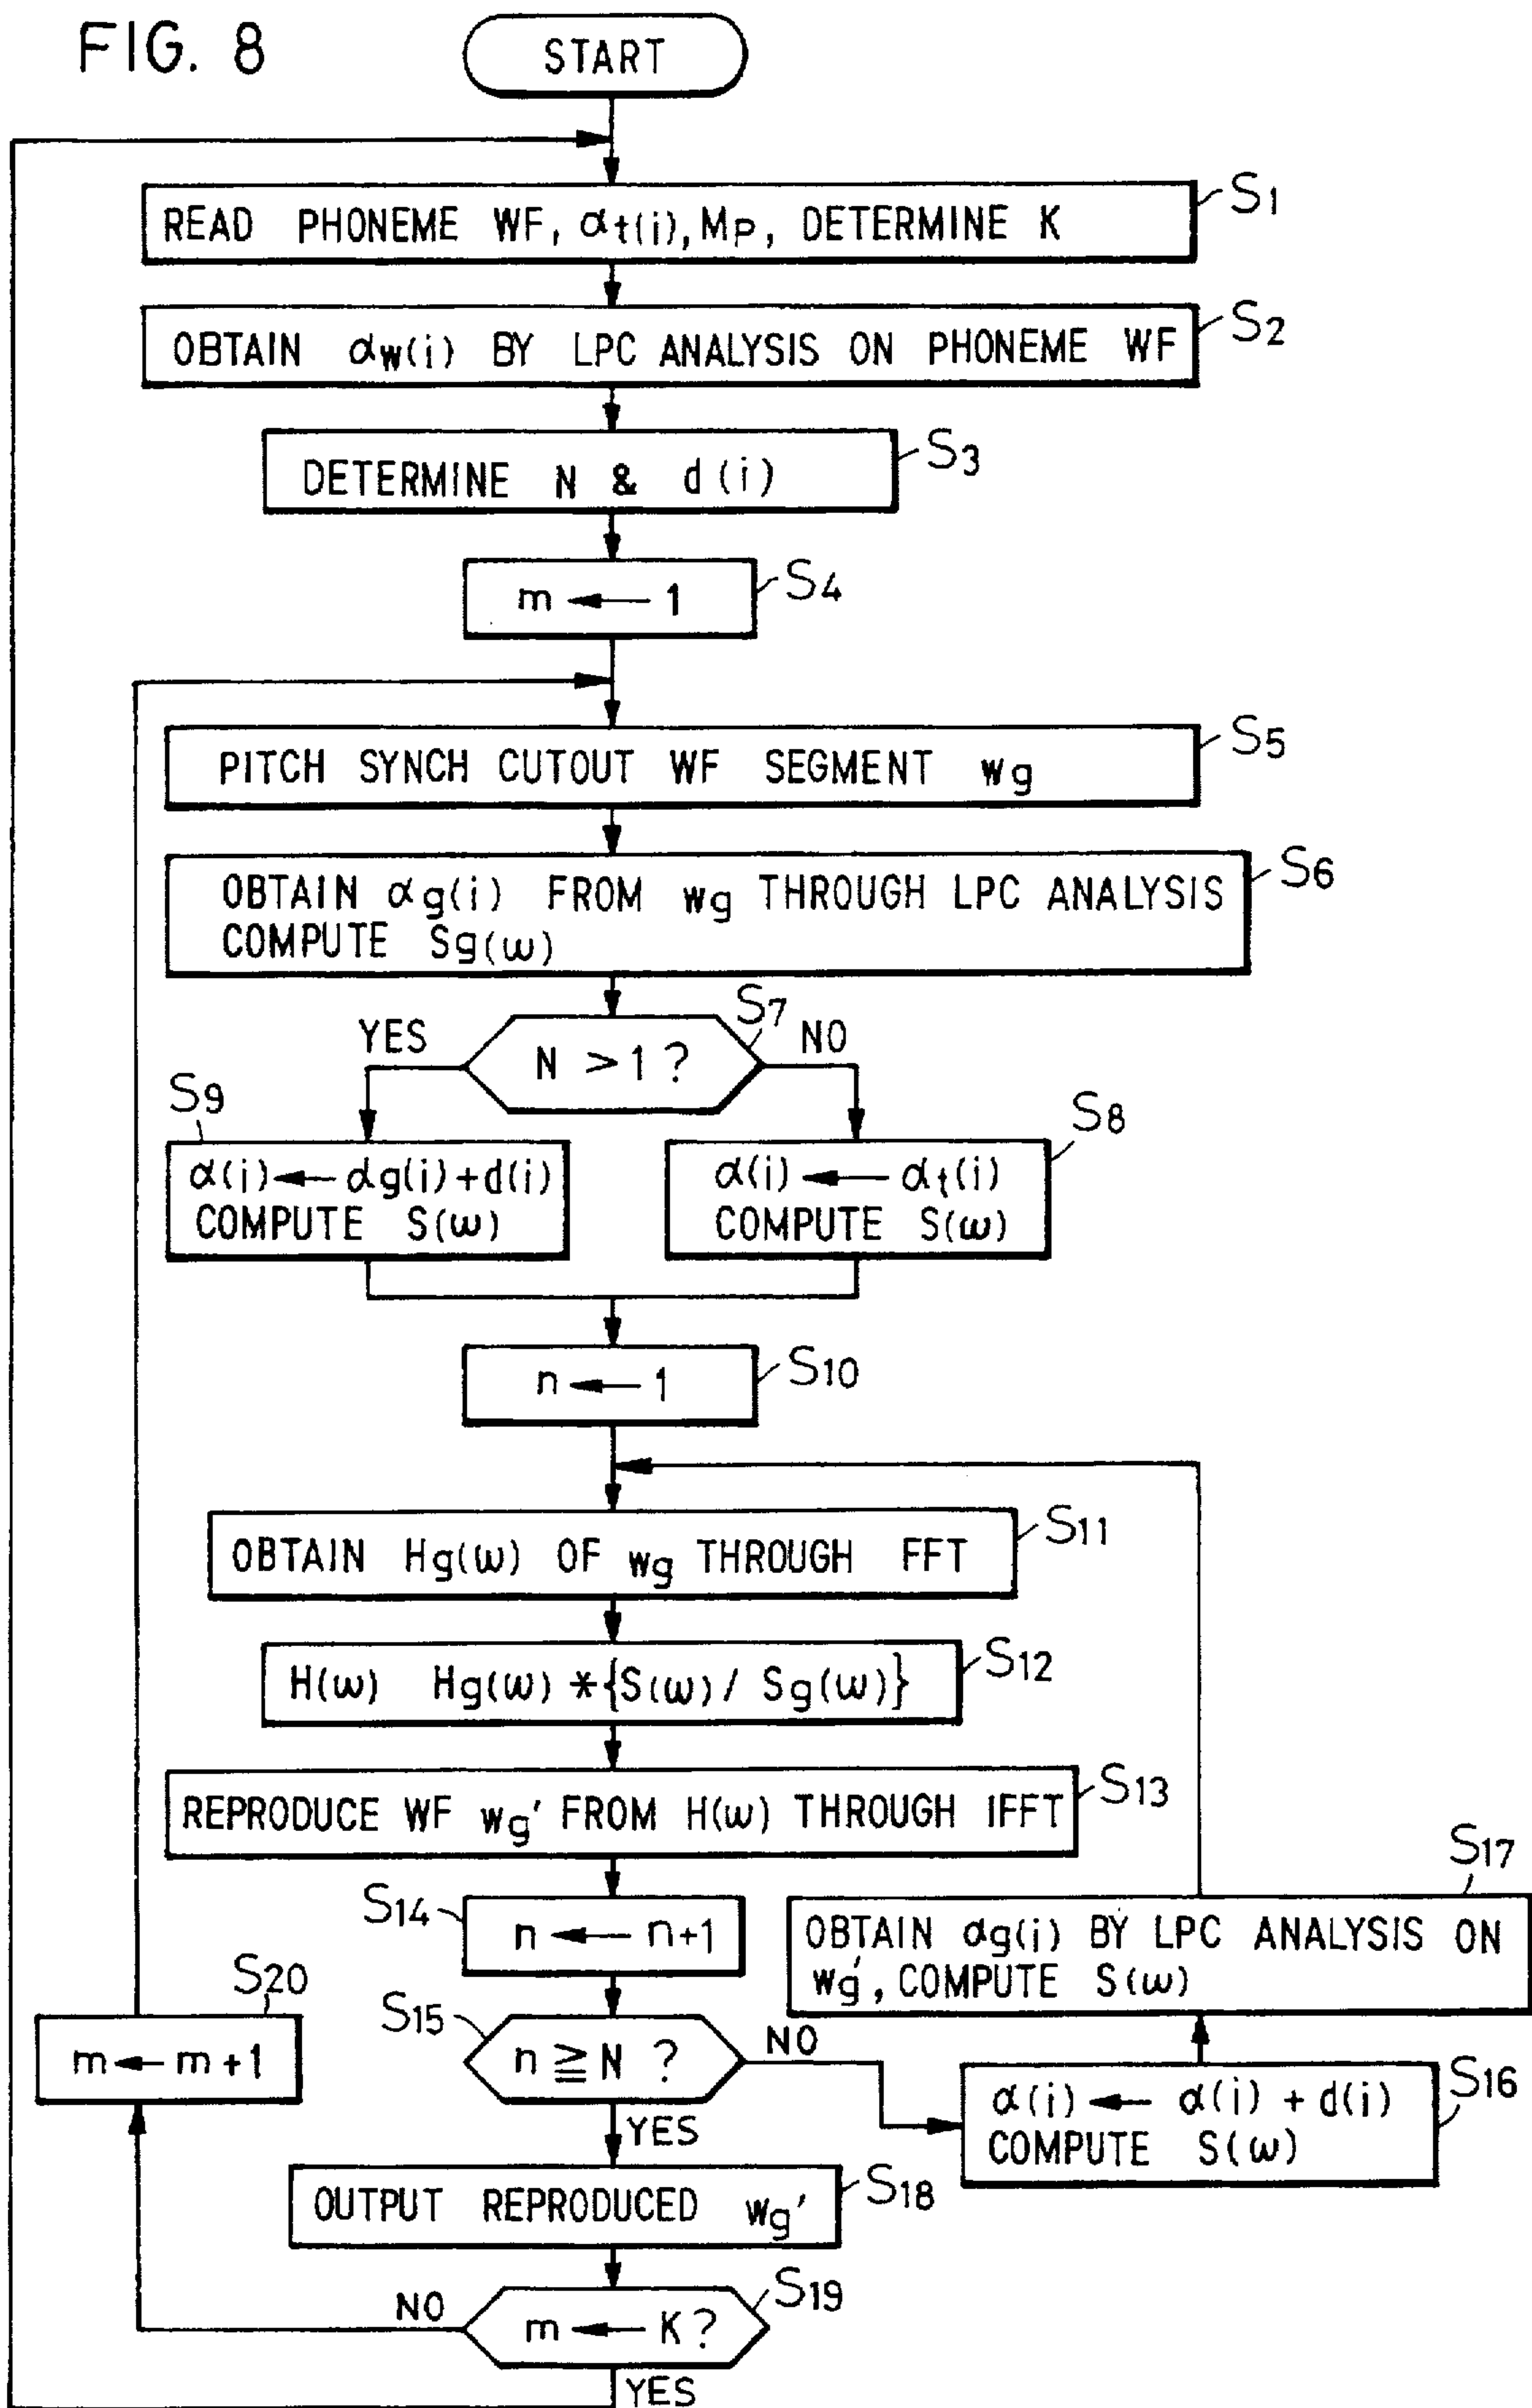 FIG. 8
START
READ PHONEME WF, αt(i), MP, DETERMINE K
S1
OBTAIN αw(i) BY LPC ANALYSIS ON PHONEME WF
S2
DETERMINE N & d(i)
S3
m ← 1
S4
PITCH SYNCH CUTOUT WF SEGMENT wg
S5
OBTAIN αg(i) FROM wg THROUGH LPC ANALYSIS
COMPUTE Sg(ω)
S6
N > 1 ?
S7
YES
NO
S9
α(i) ← αg(i) + d(i)
COMPUTE S(ω)
S8
α(i) ← αt(i)
COMPUTE S(ω)
n ← 1
S10
OBTAIN Hg(ω) OF wg THROUGH FFT
S11
H(ω) Hg(ω) * {S(ω) / Sg(ω)}
S12
REPRODUCE WF wg' FROM H(ω) THROUGH IFFT
S13
S14
n ← n+1
S17
OBTAIN αg(i) BY LPC ANALYSIS ON
wg', COMPUTE S(ω)
S20
m ← m+1
S15
n ≧ N ?
NO
YES
S16
α(i) ← α(i) + d(i)
COMPUTE S(ω)
OUTPUT REPRODUCED wg'
S18
m ← K ?
S19
NO
YES